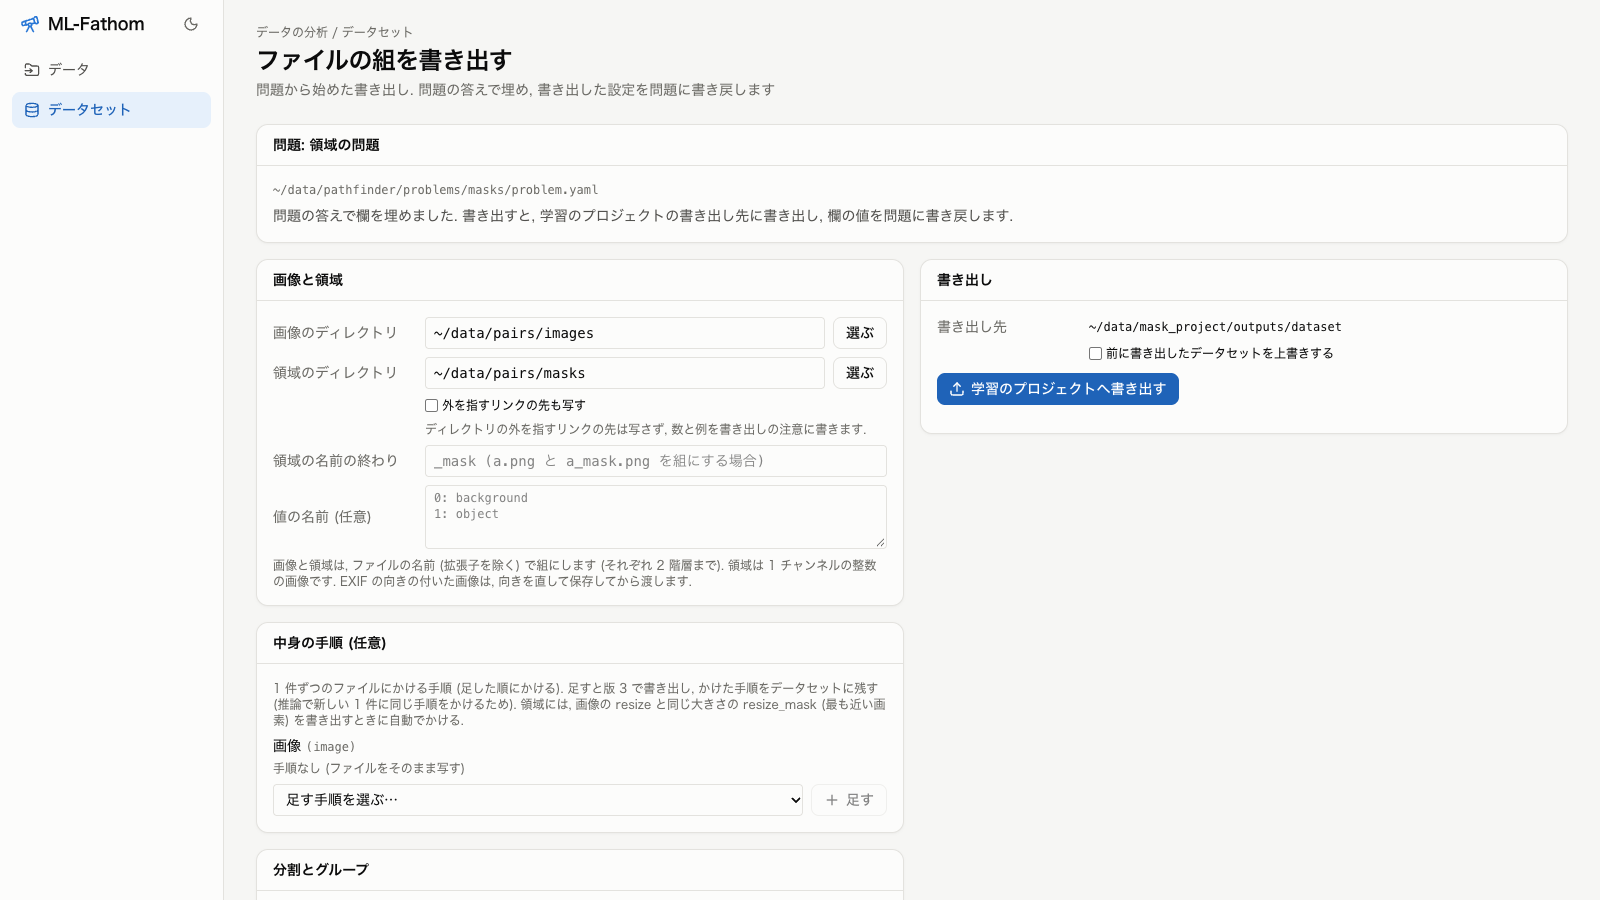 ML-Fathom
データ
データセット
データの分析 / データセット
ファイルの組を書き出す
問題から始めた書き出し. 問題の答えで埋め, 書き出した設定を問題に書き戻します
問題: 領域の問題
~/data/pathfinder/problems/masks/problem.yaml
問題の答えで欄を埋めました. 書き出すと, 学習のプロジェクトの書き出し先に書き出し, 欄の値を問題に書き戻します.
画像と領域
画像のディレクトリ
~/data/pairs/images
選ぶ
領域のディレクトリ
~/data/pairs/masks
選ぶ
外を指すリンクの先も写す
ディレクトリの外を指すリンクの先は写さず, 数と例を書き出しの注意に書きます.
領域の名前の終わり
_mask (a.png と a_mask.png を組にする場合)
値の名前 (任意)
0: background
1: object
画像と領域は, ファイルの名前 (拡張子を除く) で組にします (それぞれ 2 階層まで). 領域は 1 チャンネルの整数
の画像です. EXIF の向きの付いた画像は, 向きを直して保存してから渡します.
書き出し
書き出し先
~/data/mask_project/outputs/dataset
前に書き出したデータセットを上書きする
学習のプロジェクトへ書き出す
中身の手順 (任意)
1 件ずつのファイルにかける手順 (足した順にかける). 足すと版 3 で書き出し, かけた手順をデータセットに残す
(推論で新しい 1 件に同じ手順をかけるため). 領域には, 画像の resize と同じ大きさの resize_mask (最も近い画
素) を書き出すときに自動でかける.
画像 (image)
手順なし (ファイルをそのまま写す)
足す手順を選ぶ…
足す
分割とグループ